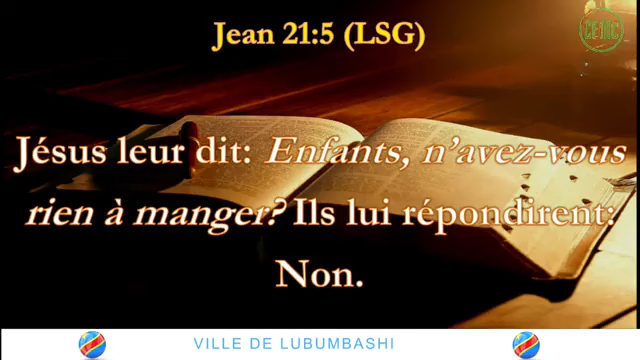 Jean 21:5 (LSG)
Jésus leur dit: Enfants, n'avez-vous
rien à manger? Ils lui répondirent:
Non.
VILLE DE LUBUMBASHI